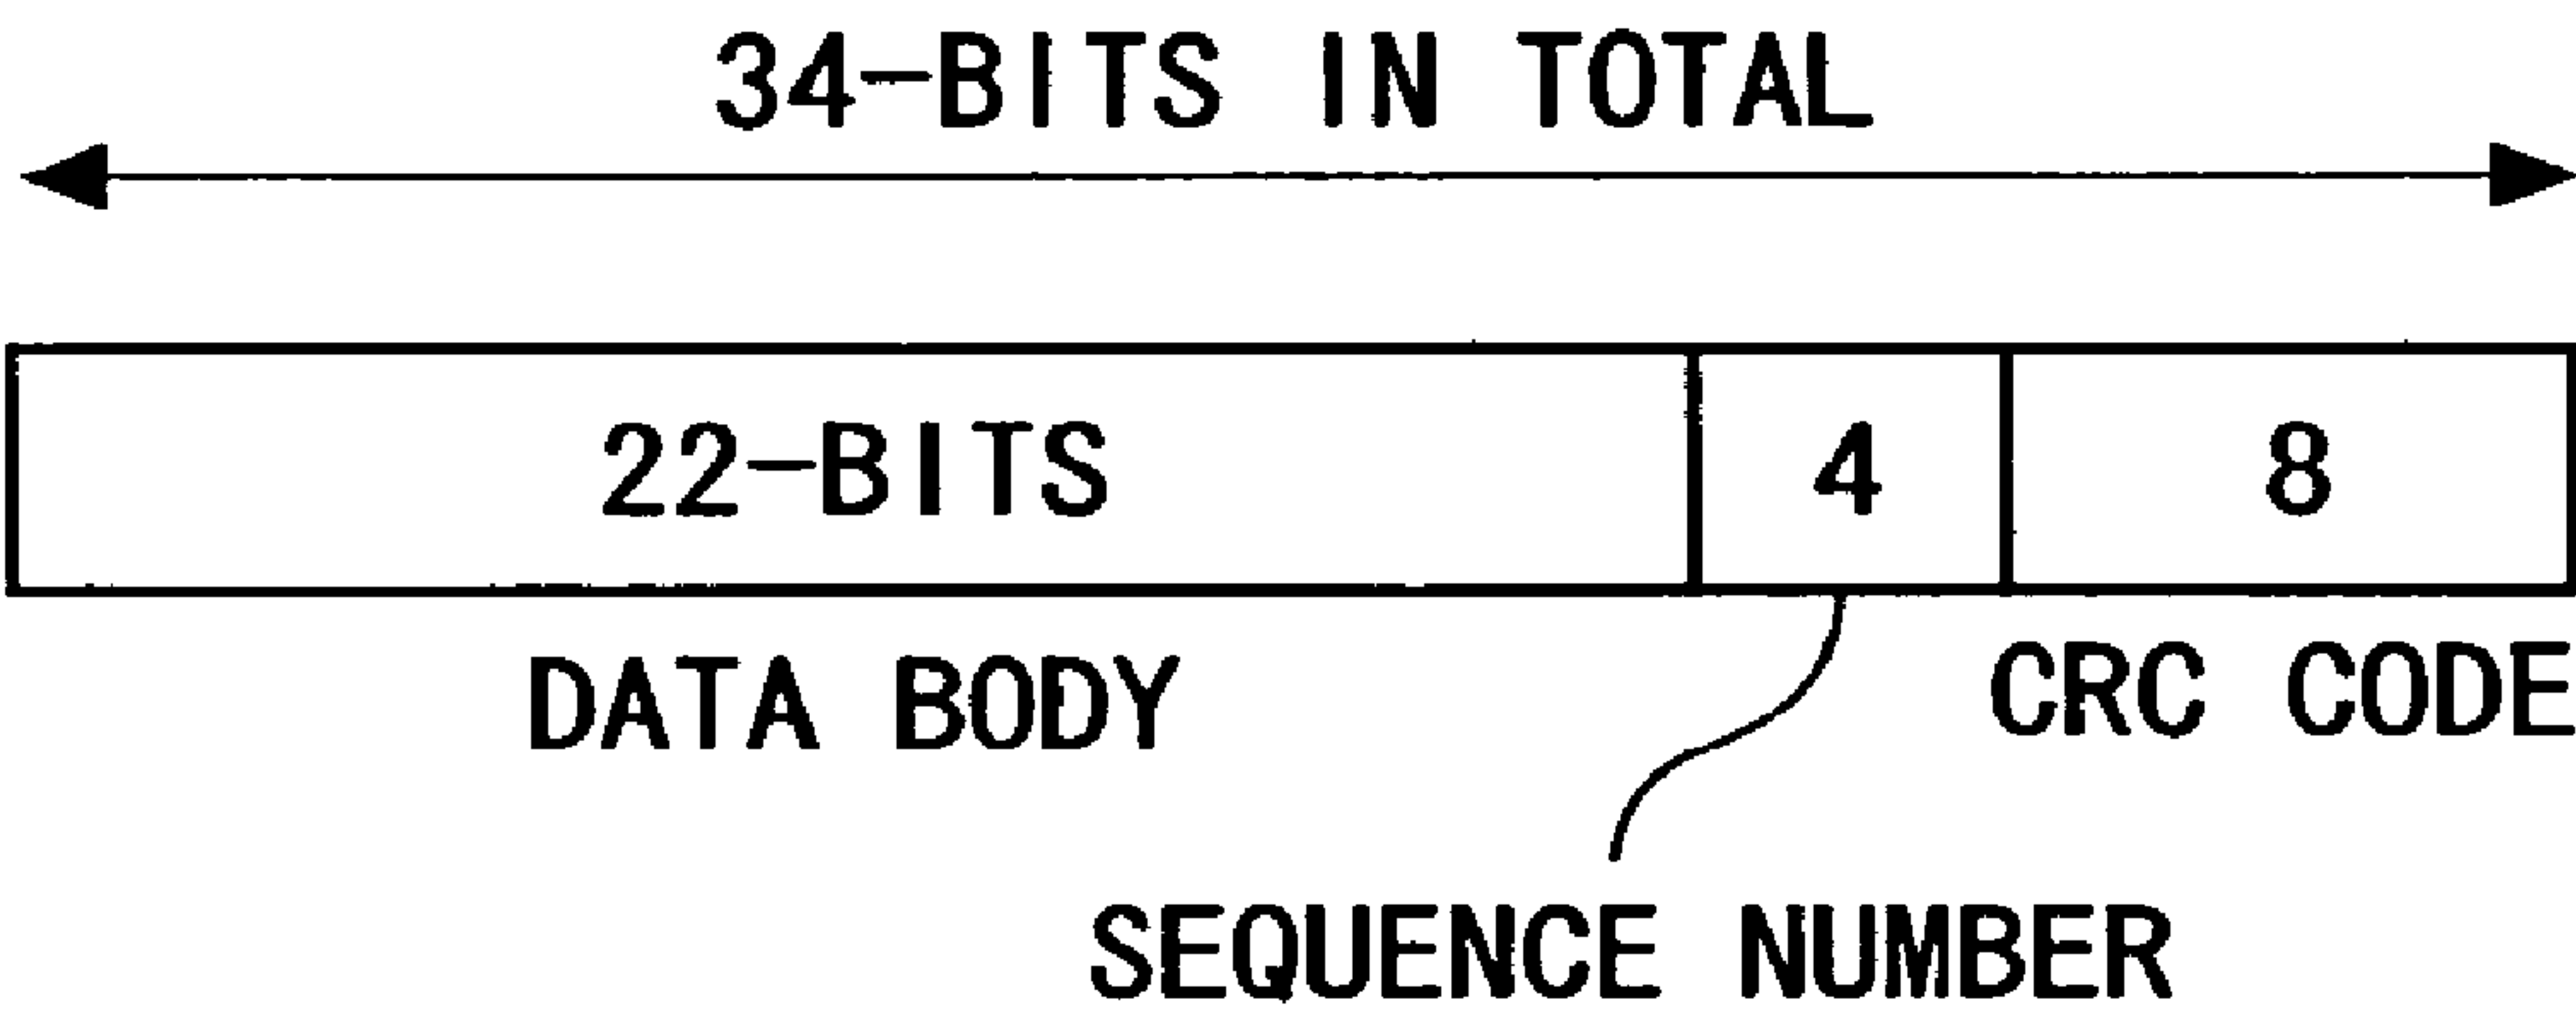 34-BITS IN TOTAL
22-BITS 4 8
DATA BODY CRC CODE
SEQUENCE NUMBER